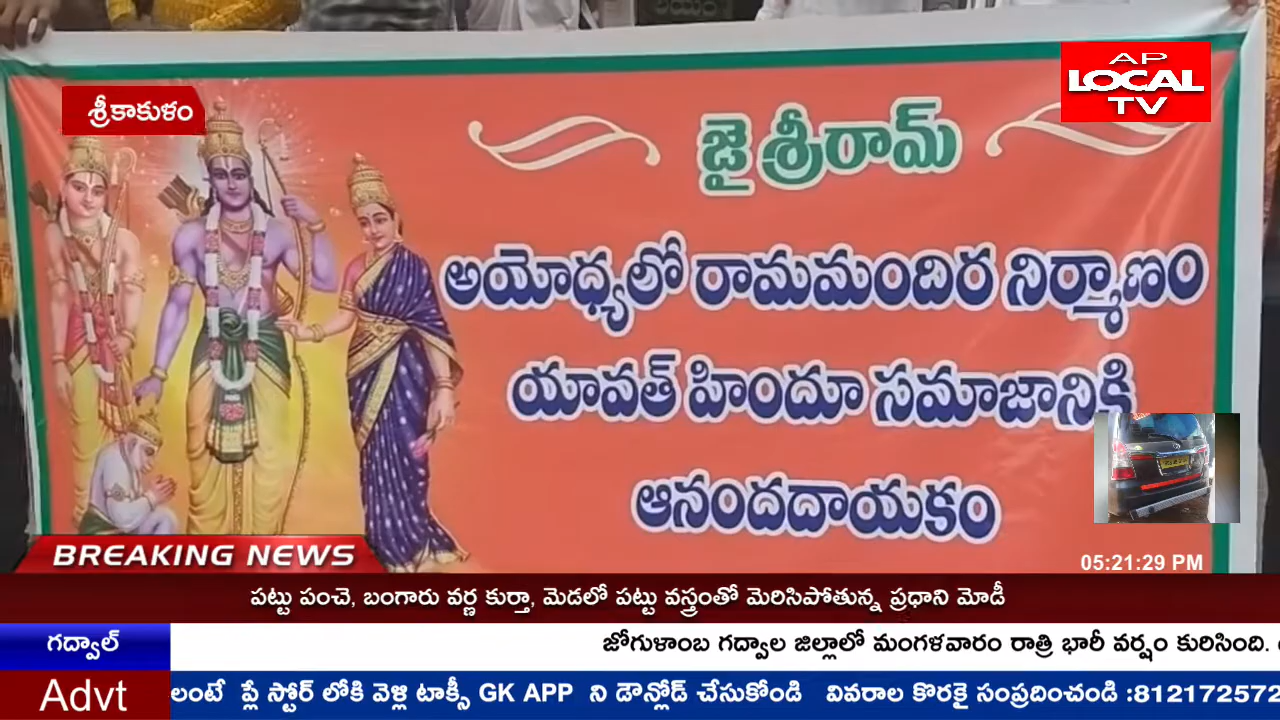 AP
LOCAL
TV
శ్రీకాకుళం
జై శ్రీరామ్
అయోధ్యలో రామమందిర నిర్మాణం
యావత్ హిందూ సమాజానికి
ఆనందదాయకం
BREAKING NEWS
05:21:29 PM
పట్టు పంచె, బంగారు వర్ణ కుర్తా, మెడలో పట్టు వస్త్రంతో మెరిసిపోతున్న ప్రధాని మోడీ
గద్వాల్ జోగుళాంబ గద్వాల జిల్లాలో మంగళవారం రాత్రి భారీ వర్షం కురిసింది.
Advt లంటే ప్లే స్టోర్ లోకి వెళ్లి టాక్సీ GK APP ని డౌన్లోడ్ చేసుకోండి వివరాల కొరకై సంప్రదించండి :812172572